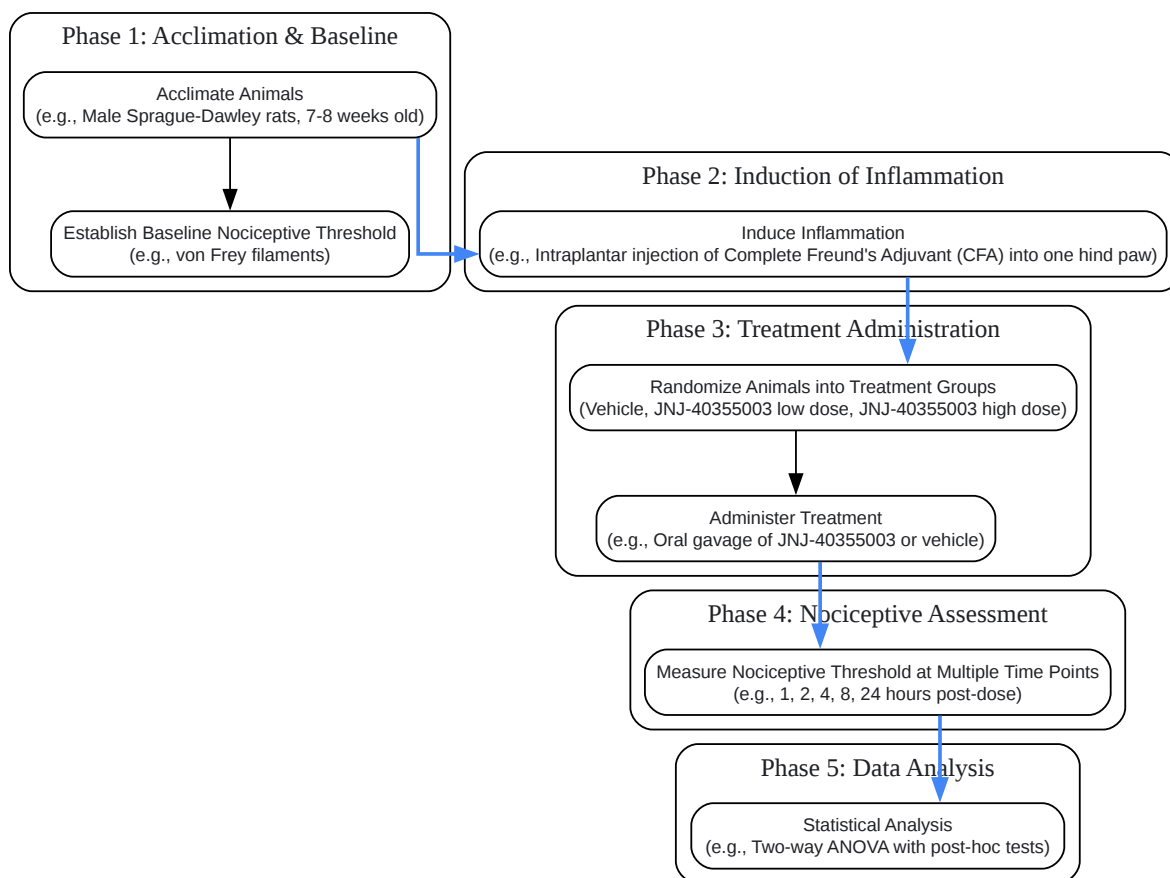 Phase 1: Acclimation & Baseline
Acclimate Animals
(e.g., Male Sprague-Dawley rats, 7-8 weeks old)
Establish Baseline Nociceptive Threshold
(e.g., von Frey filaments)
Phase 2: Induction of Inflammation
Induce Inflammation
(e.g., Intraplantar injection of Complete Freund's Adjuvant (CFA) into one hind paw)
Phase 3: Treatment Administration
Randomize Animals into Treatment Groups
(Vehicle, JNJ-40355003 low dose, JNJ-40355003 high dose)
Administer Treatment
(e.g., Oral gavage of JNJ-40355003 or vehicle)
Phase 4: Nociceptive Assessment
Measure Nociceptive Threshold at Multiple Time Points
(e.g., 1, 2, 4, 8, 24 hours post-dose)
Phase 5: Data Analysis
Statistical Analysis
(e.g., Two-way ANOVA with post-hoc tests)